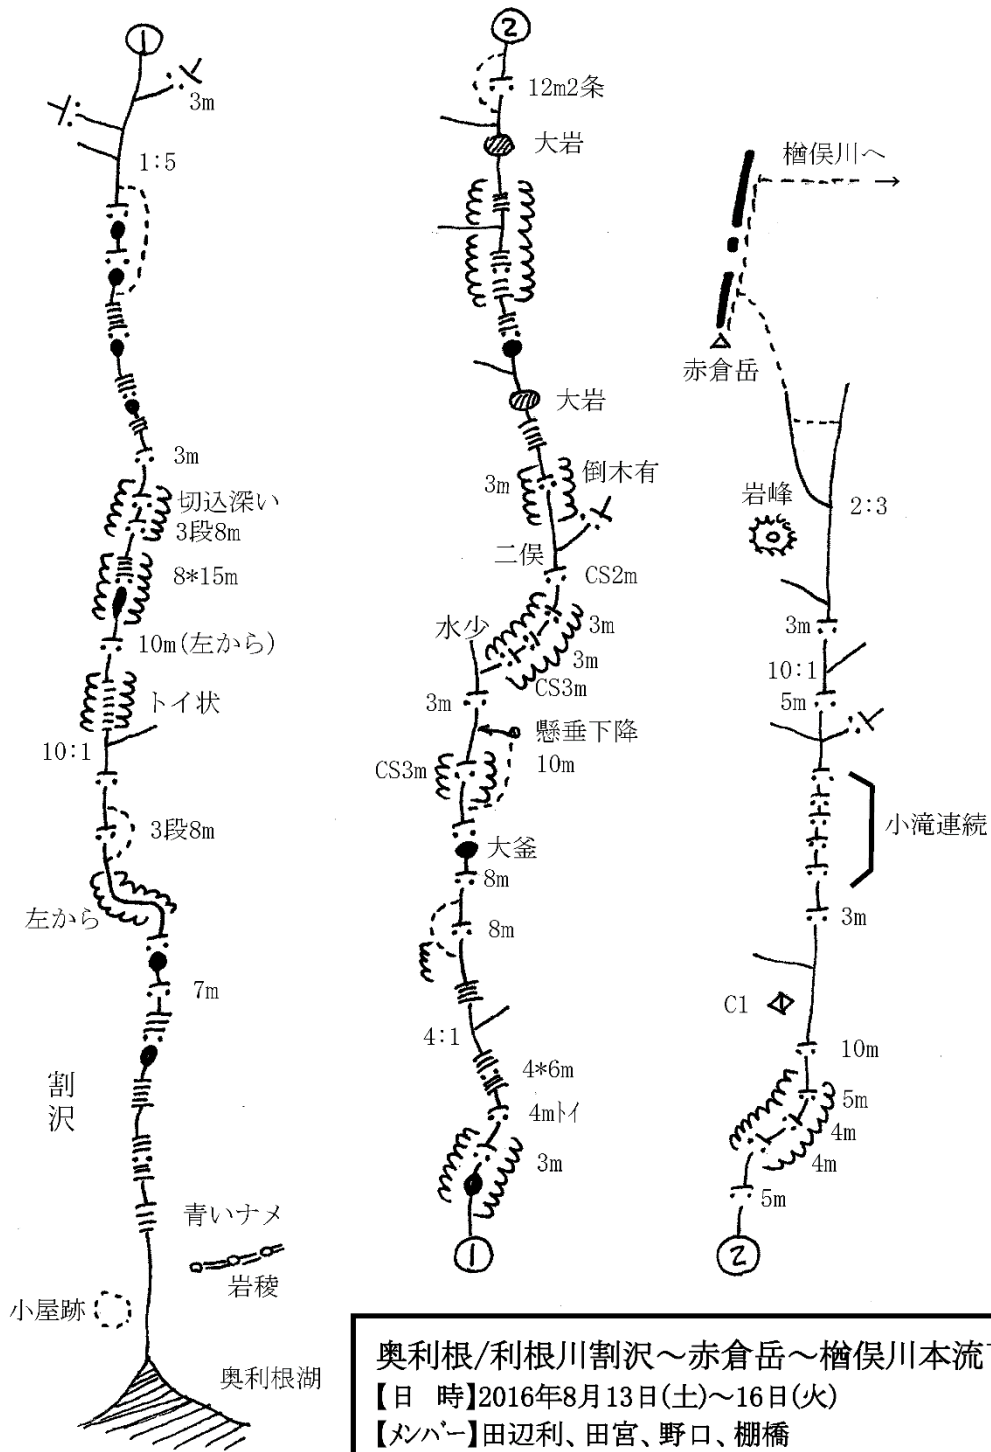 ①
3m
1:5
3m
切込深い
3段8m
8*15m
10m(左から)
トイ状
10:1
3段8m
左から
7m
割沢
青いナメ
岩稜
小屋跡
奥利根湖
②
12m2条
大岩
大岩
倒木有
3m
二俣
CS2m
水少
3m
3m
CS3m
3m
懸垂下降
10m
CS3m
大釜
8m
8m
4:1
4*6m
4mトイ
3m
①
楢俣川へ
赤倉岳
岩峰
2:3
3m
10:1
5m
小滝連続
3m
C1
10m
5m
4m
4m
5m
②
奥利根/利根川割沢～赤倉岳～楢俣川本流
【日 時】2016年8月13日(土)～16日(火)
【メンバー】田辺利、田宮、野口、棚橋